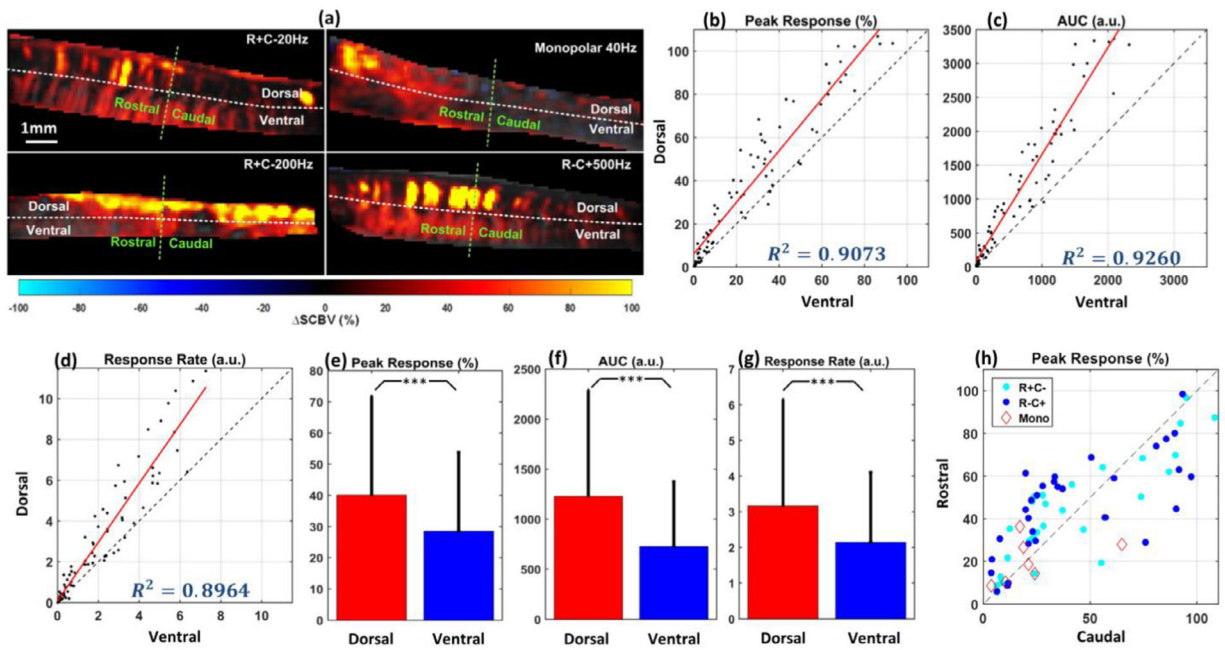 (a)
R+C-20Hz
Dorsal
Rostral Caudal
Ventral
1mm
Monopolar 40Hz
Dorsal
Rostral Caudal
Ventral
R+C-200Hz
Dorsal
Ventral
Rostral Caudal
R-C+500Hz
Dorsal
Rostral Caudal
Ventral
-100 -80 -60 -40 -20 0 20 40 60 80 100
ΔSCBV (%)
(b) Peak Response (%)
Dorsal
100
80
60
40
20
0
R² = 0.9073
0 20 40 60 80 100
Ventral
(c) AUC (a.u.)
3500
3000
2500
2000
1500
1000
500
0
R² = 0.9260
0 1000 2000 3000
Ventral
(d) Response Rate (a.u.)
Dorsal
10
8
6
4
2
0
R² = 0.8964
0 2 4 6 8 10
Ventral
(e) Peak Response (%)
80
70
60
50
40
30
20
10
0
***
Dorsal Ventral
(f) AUC (a.u.)
2500
2000
1500
1000
500
0
***
Dorsal Ventral
(g) Response Rate (a.u.)
7
6
5
4
3
2
1
0
***
Dorsal Ventral
(h) Peak Response (%)
Rostral
100
80
60
40
20
0
R+C-
R-C+
Mono
0 50 100
Caudal